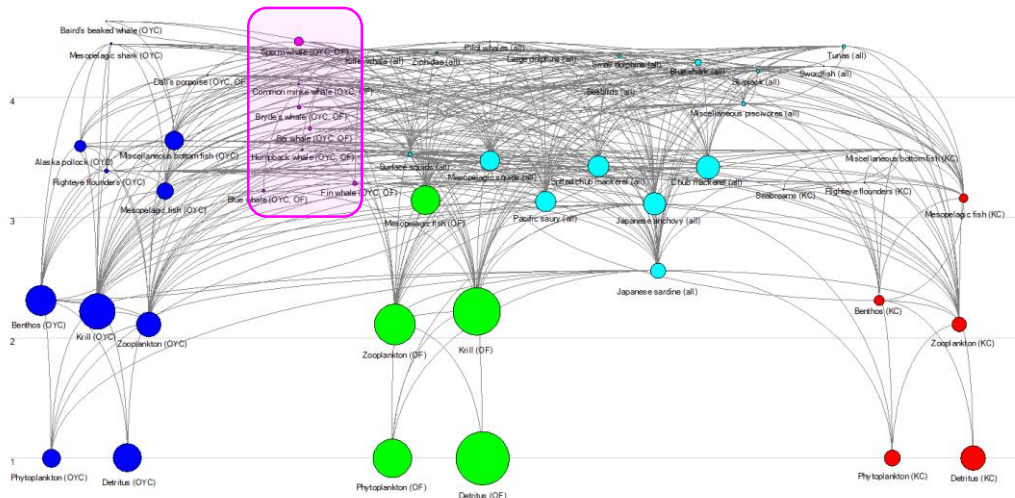 Baird's beaked whale (OYC)
Mesopelagic shark (OYC)
Sperm whale (OYC, OF)
Killer whale (all)
Ziphidae (all)
Pilot whales (all)
Large dolphins (all)
Small dolphins (all)
Blue shark (all)
Tunas (all)
Swordfish (all)
Skipjack (all)
Dall's porpoise (OYC, OF)
Common minke whale (OYC, OF)
Seabirds (all)
4
Bryde's whale (OYC, OF)
Miscellaneous piscivores (all)
Sei whale (OYC, OF)
Alaska pollock (OYC)
Miscellaneous bottom fish (OYC)
Humpback whale (OYC, OF)
Surface squids (all)
Mesopelagic squids (all)
Spotted chub mackerel (all)
Chub mackerel (all)
Miscellaneous bottom fish (KC)
Righteye flounders (OYC)
Mesopelagic fish (OYC)
Blue whale (OYC, OF)
Fin whale (OYC, OF)
Righteye flounders (KC)
Seabreams (KC)
3
Mesopelagic fish (OF)
Pacific saury (all)
Japanese anchovy (all)
Mesopelagic fish (KC)
Japanese sardine (all)
Benthos (OYC)
Krill (OYC)
Zooplankton (OYC)
Benthos (KC)
2
Zooplankton (OF)
Krill (OF)
Zooplankton (KC)
1
Phytoplankton (OYC)
Detritus (OYC)
Phytoplankton (OF)
Detritus (OF)
Phytoplankton (KC)
Detritus (KC)